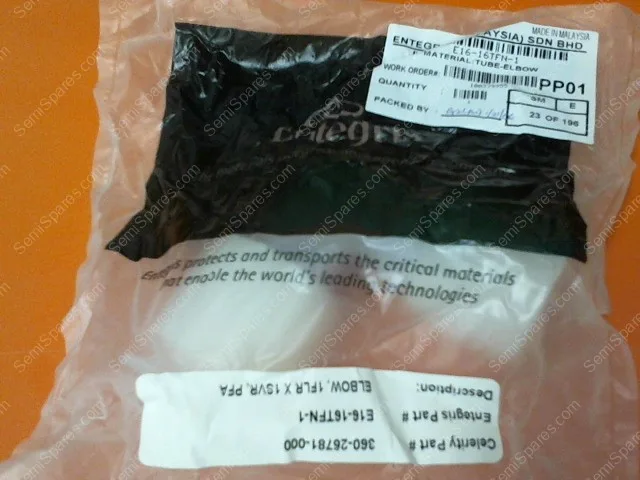 MADE IN MALAYSIA
ENTEGRIS (MALAYSIA) SDN BHD
E16-16TFN-1
MATERIAL:TUBE-ELBOW
WORK ORDER#
QUANTITY
PP01
PACKED BY
SM E
23 OF 196
Entegris
Entegris protects and transports the critical materials
that enable the world's leading technologies
Celerity Part # 360-26781-000
Entegris Part # E16-16TFN-1
Description: ELBOW, 1FLR X 1SVR, PFA
SemiSpares.com